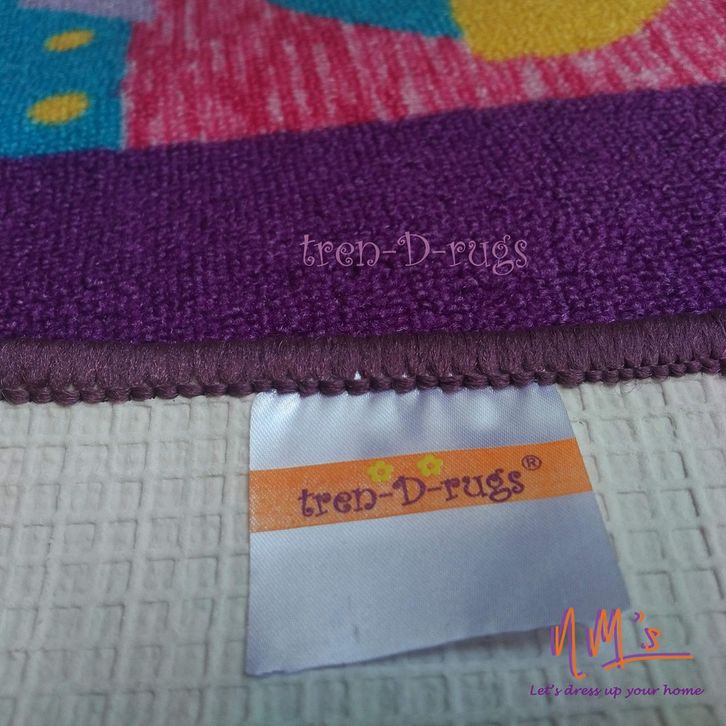 tren-D-rugs
tren-D-rugs®
NM's
Let's dress up your home